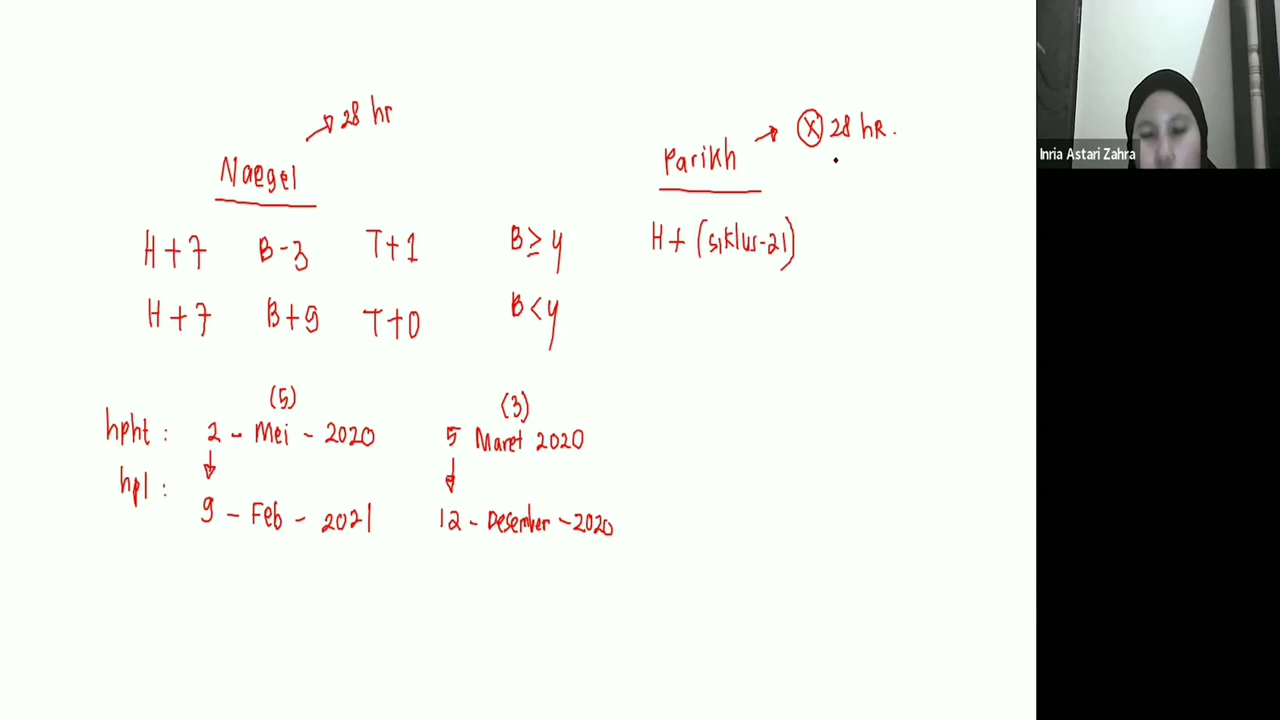 Naegel → 28 hr
H+7 B-3 T+1 B ≥ 4
H+7 B+9 T+0 B < 4
(5) (3)
hpht : 2 - Mei - 2020 5 Maret 2020
hpl :
9 - Feb - 2021 12 - Desember - 2020
Parikh → X 28 hR.
H + (siklus-21)
Inria Astari Zahra